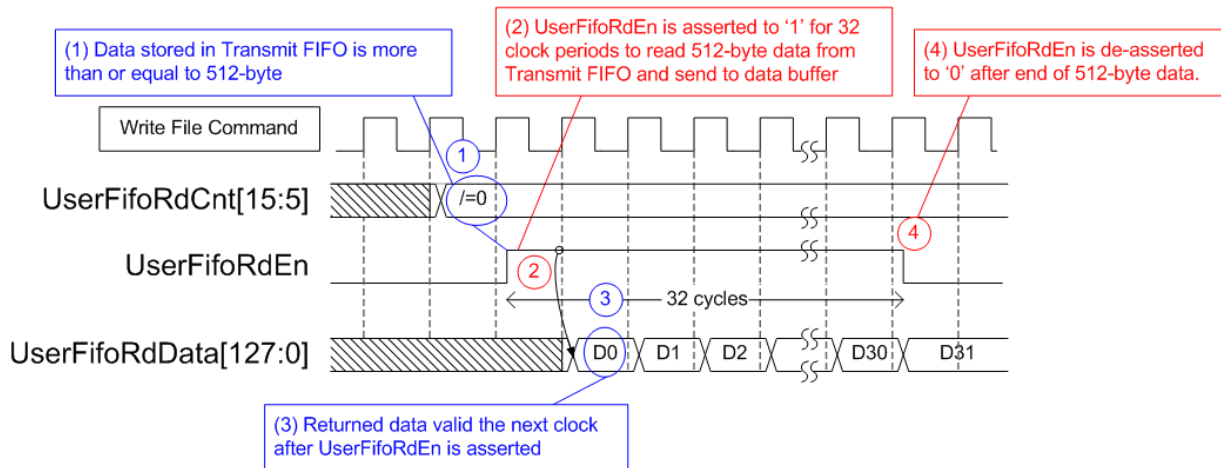 (1) Data stored in Transmit FIFO is more
than or equal to 512-byte
(2) UserFifoRdEn is asserted to ‘1’ for 32
clock periods to read 512-byte data from
Transmit FIFO and send to data buffer
(4) UserFifoRdEn is de-asserted
to ‘0’ after end of 512-byte data.
Write File Command
1
UserFifoRdCnt[15:5]
/=0
UserFifoRdEn
2
4
3
32 cycles
UserFifoRdData[127:0]
D0 D1 D2 D30 D31
(3) Returned data valid the next clock
after UserFifoRdEn is asserted